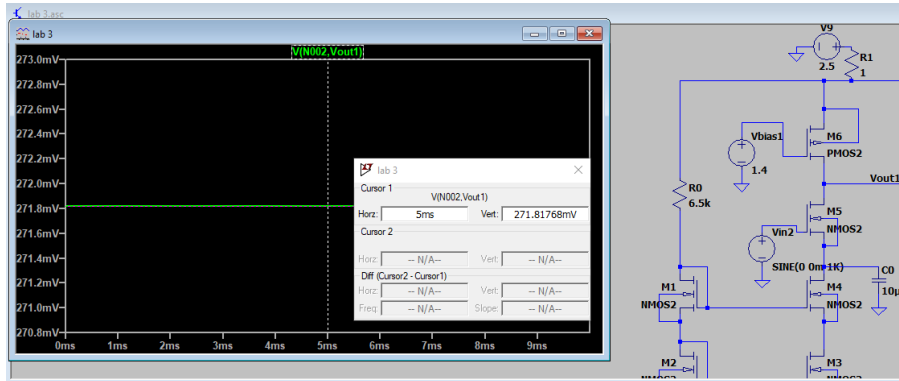 lab 3.asc
lab 3
V(N002,Vout1)
273.0mV
272.8mV
272.6mV
272.4mV
272.2mV
272.0mV
271.8mV
271.6mV
271.4mV
271.2mV
271.0mV
270.8mV
0ms 1ms 2ms 3ms 4ms 5ms 6ms 7ms 8ms 9ms
lab 3
Cursor 1
V(N002,Vout1)
Horz: 5ms Vert: 271.81768mV
Cursor 2
Horz: -- N/A-- Vert: -- N/A--
Diff (Cursor2 - Cursor1)
Horz: -- N/A-- Vert: -- N/A--
Freq: -- N/A-- Slope: -- N/A--
V9
2.5
R1
1
Vbias1
1.4
M6
PMOS2
Vout1
R0
6.5k
M5
NMOS2
Vin2
SINE(0 0m 1K)
C0
10µ
M1
NMOS2
M4
NMOS2
M2
M3